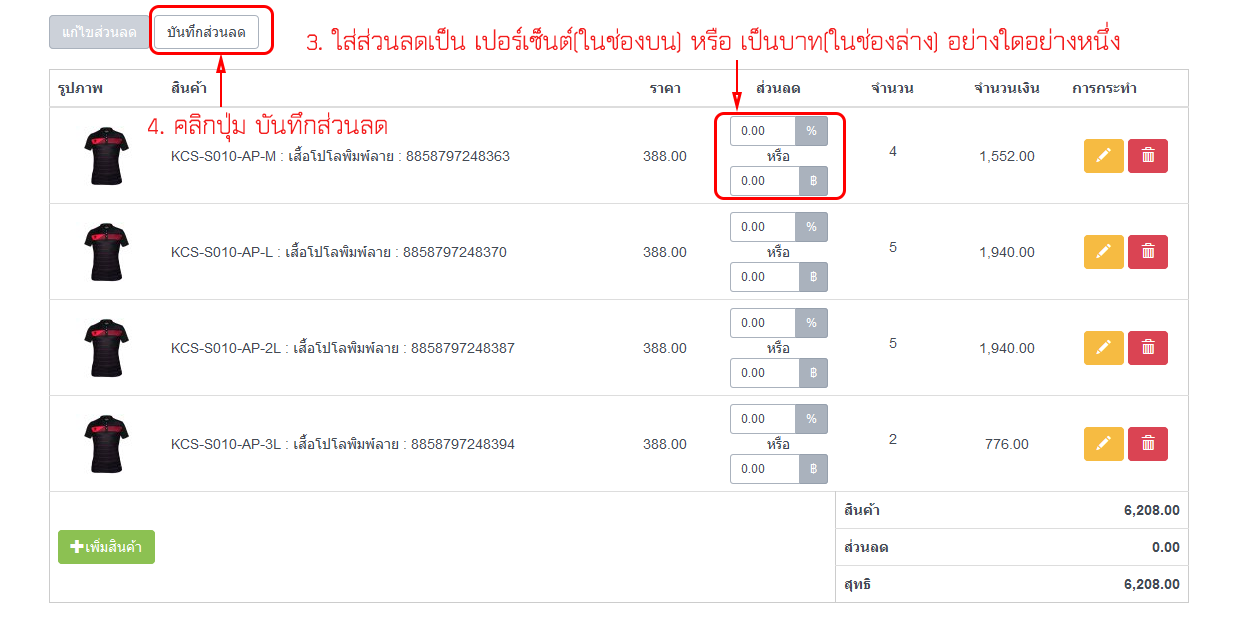 แก้ไขส่วนลด บันทึกส่วนลด
3. ใส่ส่วนลดเป็น เปอร์เซ็นต์(ในช่องบน) หรือ เป็นบาท(ในช่องล่าง) อย่างใดอย่างหนึ่ง
รูปภาพ สินค้า ราคา ส่วนลด จำนวน จำนวนเงิน การกระทำ
4. คลิกปุ่ม บันทึกส่วนลด
0.00 %
KCS-S010-AP-M : เสื้อโปโลพิมพ์ลาย : 8858797248363 388.00 หรือ 4 1,552.00
0.00 ฿
0.00 %
KCS-S010-AP-L : เสื้อโปโลพิมพ์ลาย : 8858797248370 388.00 หรือ 5 1,940.00
0.00 ฿
0.00 %
KCS-S010-AP-2L : เสื้อโปโลพิมพ์ลาย : 8858797248387 388.00 หรือ 5 1,940.00
0.00 ฿
0.00 %
KCS-S010-AP-3L : เสื้อโปโลพิมพ์ลาย : 8858797248394 388.00 หรือ 2 776.00
0.00 ฿
สินค้า 6,208.00
เพิ่มสินค้า ส่วนลด 0.00
สุทธิ 6,208.00